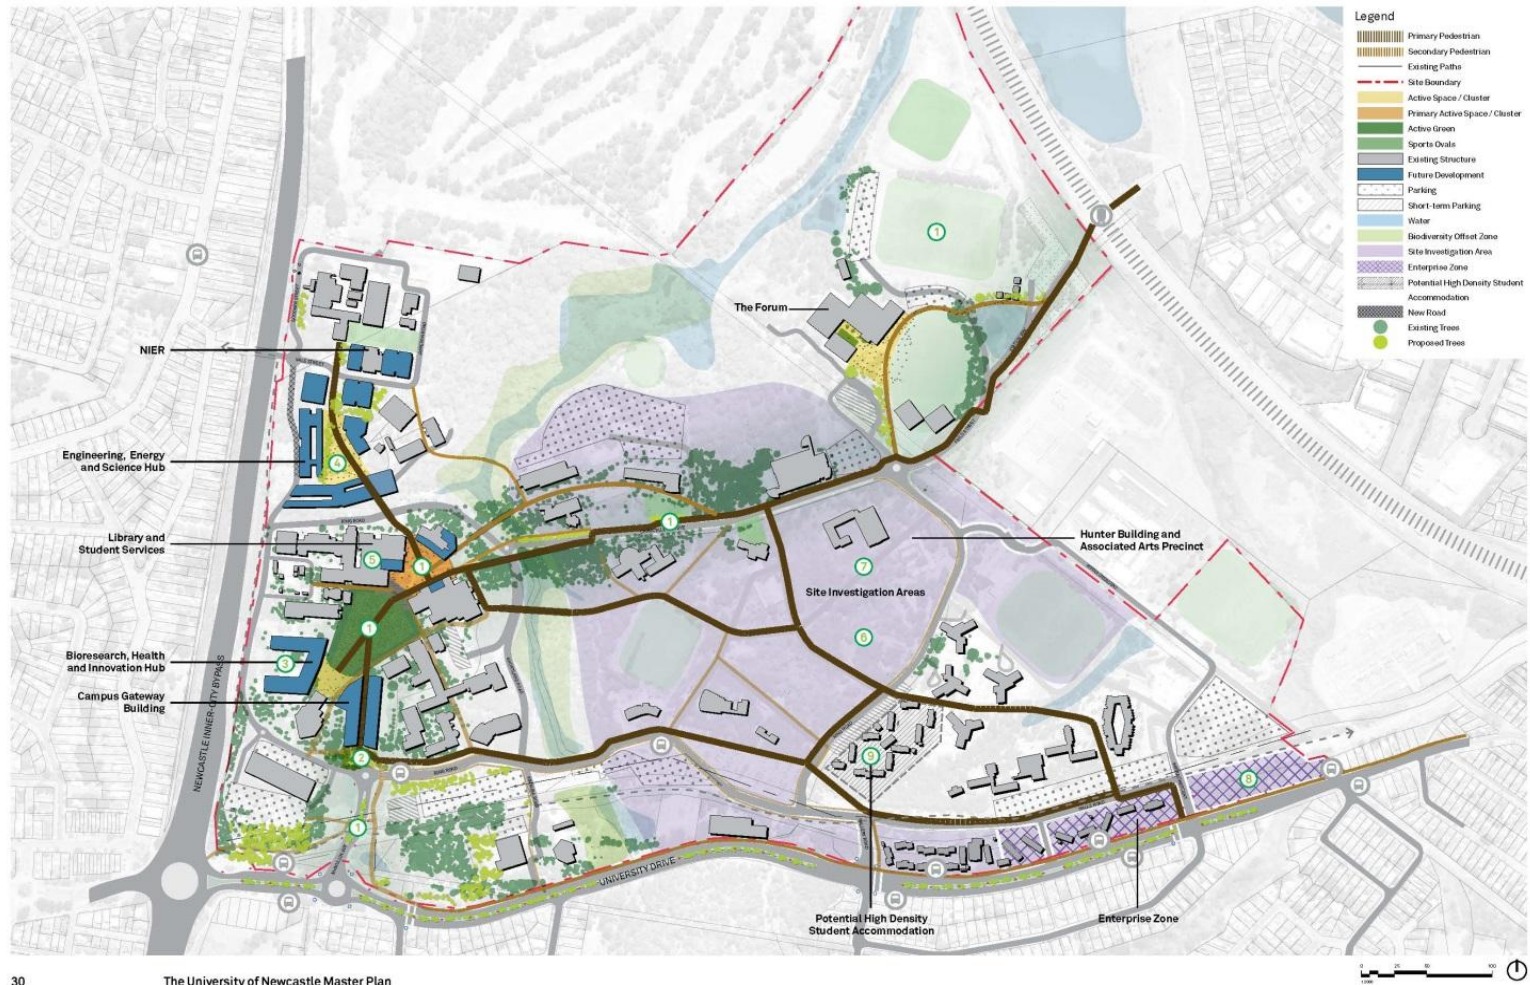 Legend
Primary Pedestrian
Secondary Pedestrian
Existing Paths
Site Boundary
Active Space / Cluster
Primary Active Space / Cluster
Active Green
Sports Ovals
Existing Structure
Future Development
Parking
Short-term Parking
Water
Biodiversity Offset Zone
Site Investigation Area
Enterprise Zone
Potential High Density Student
Accommodation
New Road
Existing Trees
Proposed Trees
1
The Forum
NIER
Engineering, Energy
and Science Hub
4
1
Library and
Student Services
5
1
Hunter Building and
Associated Arts Precinct
7
Site Investigation Areas
6
1
Bioresearch, Health
and Innovation Hub
3
Campus Gateway
Building
NEWCASTLE INNER-CITY BYPASS
2
9
8
1
RING ROAD
RING ROAD
UNIVERSITY DRIVE
Potential High Density
Student Accommodation
Enterprise Zone
30
The University of Newcastle Master Plan